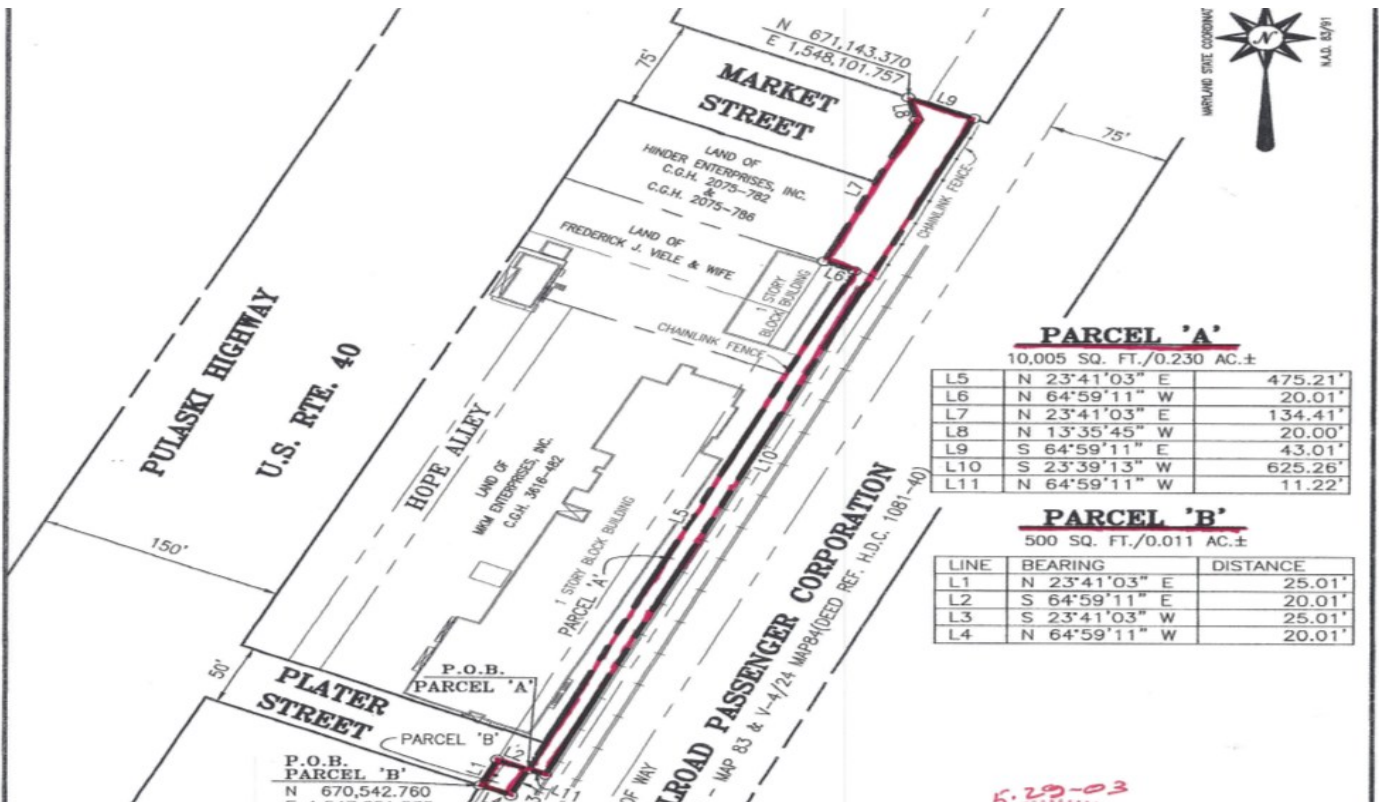 N 671,143.370
E 1,548,101.757
MARYLAND STATE COORDINAT
N
N.A.D. 83/91
75'
MARKET
STREET
L9
L8
75'
LAND OF
HINDER ENTERPRISES, INC.
C.G.H. 2075-782
&
C.G.H. 2075-786
L7
CHAINLINK FENCE
LAND OF
FREDERICK J. VIELE & WIFE
L6
1 STORY
BLOCK BUILDING
CHAINLINK FENCE
PULASKI HIGHWAY
U.S. RTE. 40
HOPE ALLEY
LAND OF
MKM ENTERPRISES, INC.
C.G.H. 3616-482
L10
L5
1 STORY BLOCK BUILDING
PARCEL 'A'
PARCEL 'A'
10,005 SQ. FT./0.230 AC.±
L5 N 23°41'03" E 475.21'
L6 N 64°59'11" W 20.01'
L7 N 23°41'03" E 134.41'
L8 N 13°35'45" W 20.00'
L9 S 64°59'11" E 43.01'
L10 S 23°39'13" W 625.26'
L11 N 64°59'11" W 11.22'
PARCEL 'B'
500 SQ. FT./0.011 AC.±
LINE BEARING DISTANCE
L1 N 23°41'03" E 25.01'
L2 S 64°59'11" E 20.01'
L3 S 23°41'03" W 25.01'
L4 N 64°59'11" W 20.01'
150'
50'
PLATER
STREET
P.O.B.
PARCEL 'A'
PARCEL 'B'
L1
L2
L11
P.O.B.
PARCEL 'B'
N 670,542.760
OF WAY
LROAD PASSENGER CORPORATION
MAP 83 & V-4/24 MAP84(DEED REF. H.D.C. 1081-40)
5-29-03